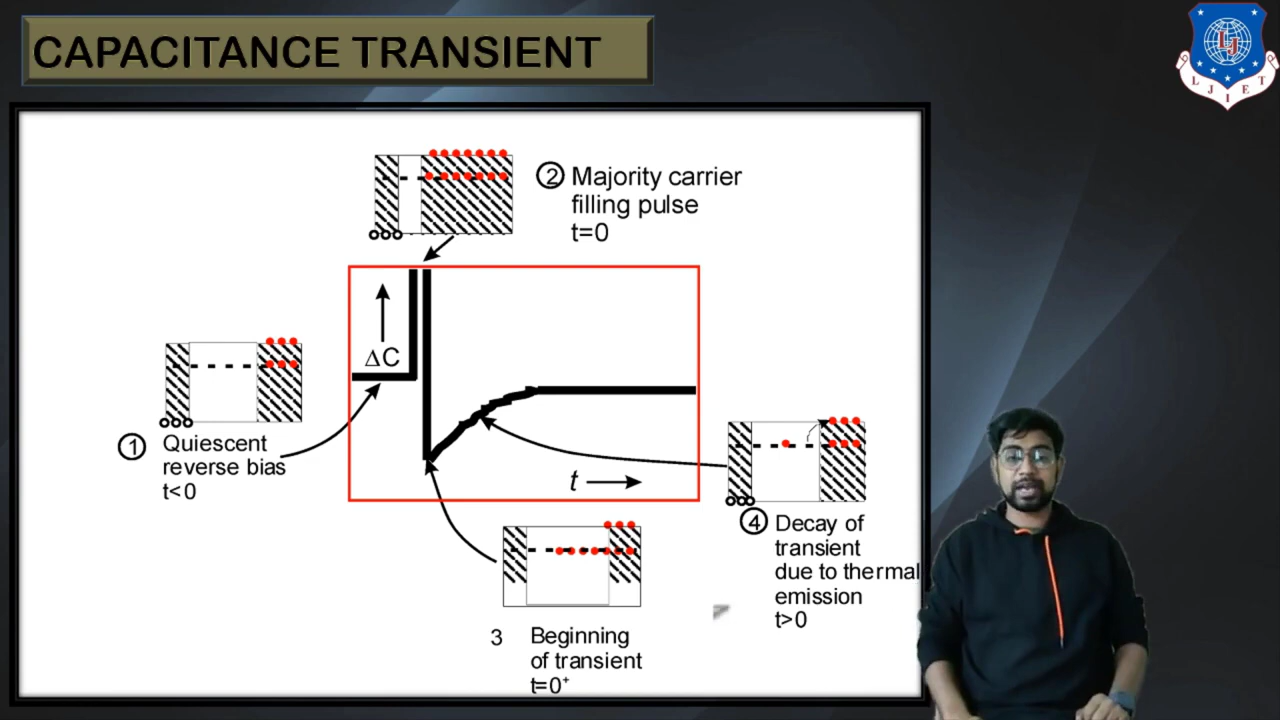 CAPACITANCE TRANSIENT
LJ
L J I E T
2 Majority carrier
filling pulse
t=0
ΔC
1 Quiescent
reverse bias
t<0
t
4 Decay of
transient
due to thermal
emission
t>0
3 Beginning
of transient
t=0⁺